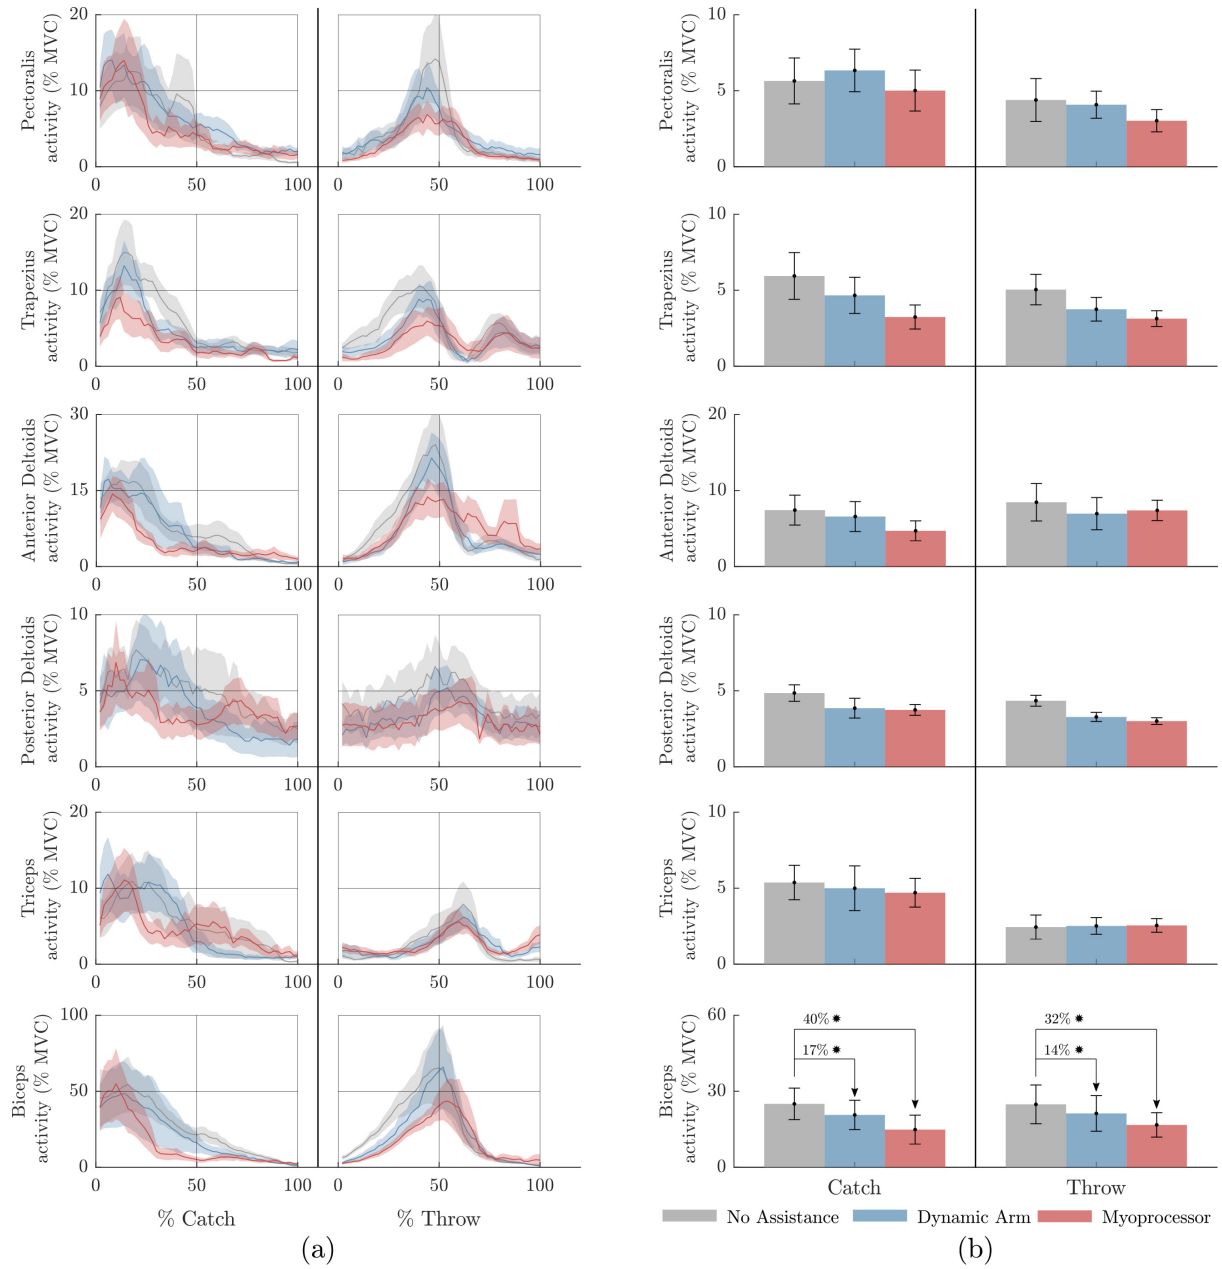 Pectoralis
activity (% MVC)
20
10
0
0 50 100
0 50 100
Trapezius
activity (% MVC)
20
10
0
0 50 100
0 50 100
Anterior Deltoids
activity (% MVC)
30
15
0
0 50 100
0 50 100
Posterior Deltoids
activity (% MVC)
10
5
0
0 50 100
0 50 100
Triceps
activity (% MVC)
20
10
0
0 50 100
0 50 100
Biceps
activity (% MVC)
100
50
0
0 50 100
0 50 100
% Catch
% Throw
(a)
Pectoralis
activity (% MVC)
10
5
0
Trapezius
activity (% MVC)
10
5
0
Anterior Deltoids
activity (% MVC)
20
10
0
Posterior Deltoids
activity (% MVC)
10
5
0
Triceps
activity (% MVC)
10
5
0
Biceps
activity (% MVC)
60
30
0
40% ✹
17% ✹
32% ✹
14% ✹
Catch
Throw
No Assistance
Dynamic Arm
Myoprocessor
(b)